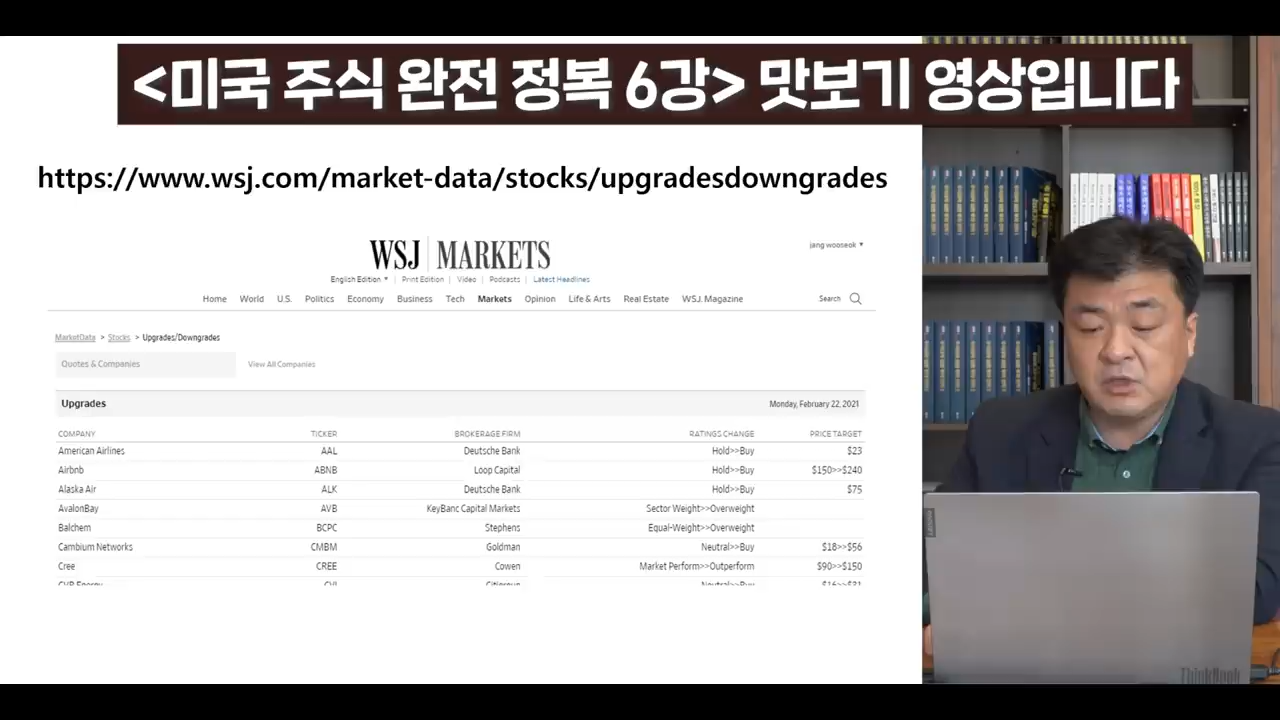 <미국 주식 완전 정복 6강> 맛보기 영상입니다
https://www.wsj.com/market-data/stocks/upgradesdowngrades
WSJ MARKETS
jang wooseok
English Edition Print Edition Video Podcasts Latest Headlines
Home World U.S. Politics Economy Business Tech Markets Opinion Life & Arts Real Estate WSJ. Magazine Search
MarketData > Stocks > Upgrades/Downgrades
Quotes & Companies View All Companies
Upgrades Monday, February 22, 2021
COMPANY TICKER BROKERAGE FIRM RATINGS CHANGE PRICE TARGET
American Airlines AAL Deutsche Bank Hold>>Buy $23
Airbnb ABNB Loop Capital Hold>>Buy $150>>$240
Alaska Air ALK Deutsche Bank Hold>>Buy $75
AvalonBay AVB KeyBanc Capital Markets Sector Weight>>Overweight
Balchem BCPC Stephens Equal-Weight>>Overweight
Cambium Networks CMBM Goldman Neutral>>Buy $18>>$56
Cree CREE Cowen Market Perform>>Outperform $90>>$150
Lenovo
ThinkBook